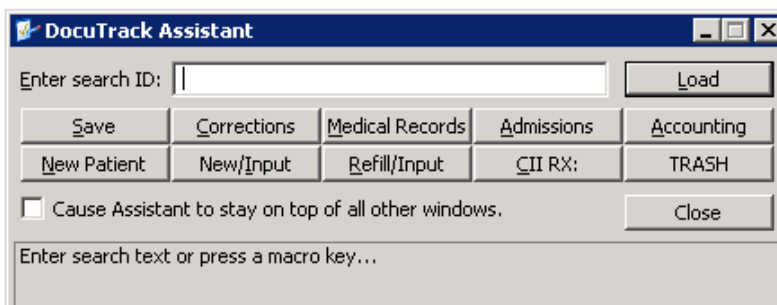 DocuTrack Assistant
Enter search ID: Load
Save Corrections Medical Records Admissions Accounting
New Patient New/Input Refill/Input CII RX: TRASH
Cause Assistant to stay on top of all other windows. Close
Enter search text or press a macro key...